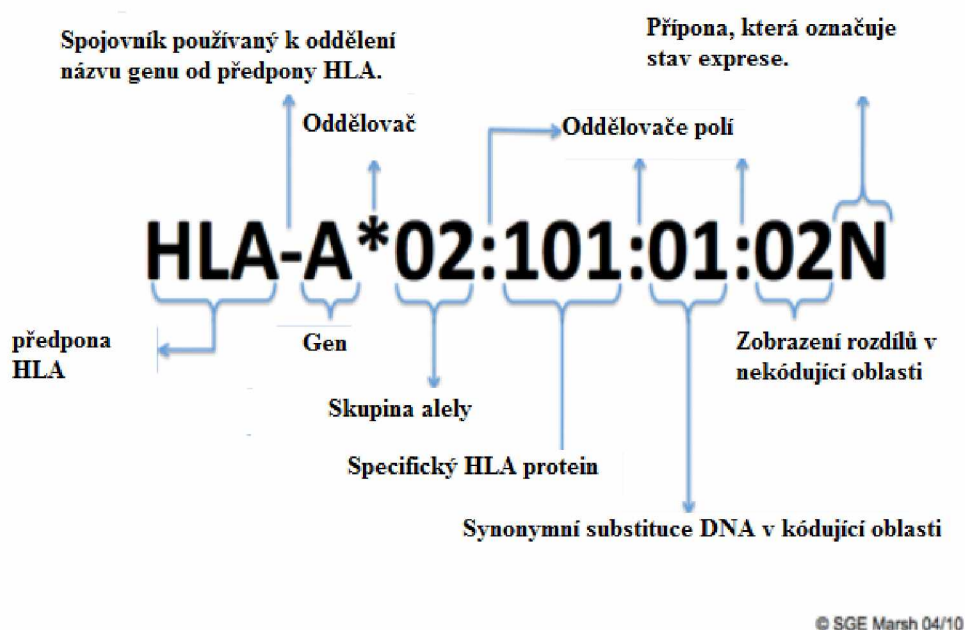 Spojovník používaný k oddělení
názvu genu od předpony HLA.
Přípona, která označuje
stav exprese.
Oddělovač
Oddělovače polí
HLA-A*02:101:01:02N
předpona
HLA
Gen
Zobrazení rozdílů v
nekódující oblasti
Skupina alely
Specifický HLA protein
Synonymní substituce DNA v kódující oblasti
© SGE Marsh 04/10